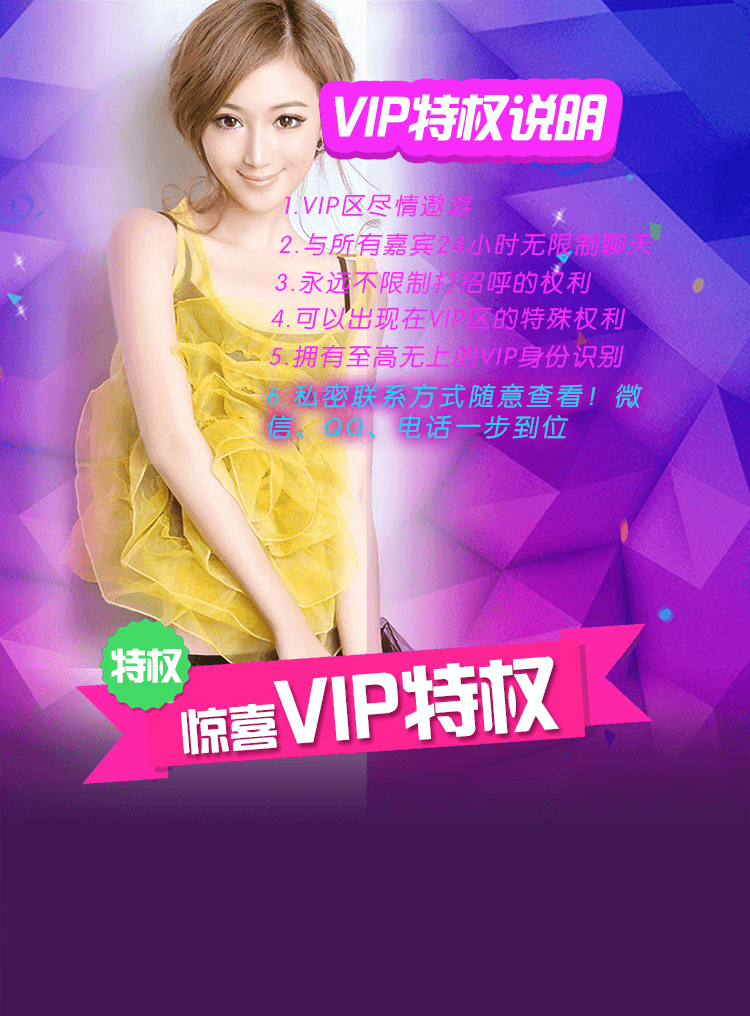 VIP特权说明
1.VIP区尽情遨游
2.与所有嘉宾24小时无限制聊天
3.永远不限制打招呼的权利
4.可以出现在VIP区的特殊权利
5.拥有至高无上的VIP身份识别
6.私密联系方式随意查看！微
信、QQ、电话一步到位
特权
惊喜VIP特权